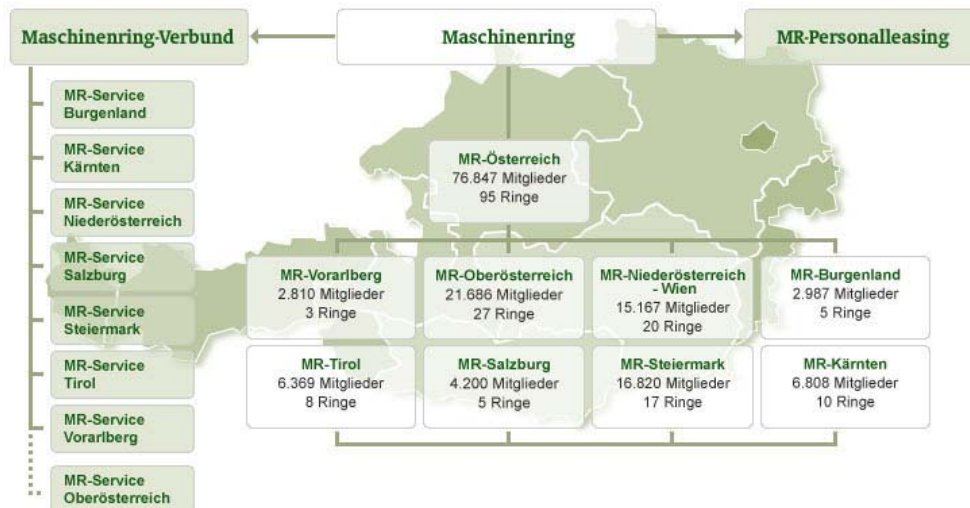 Maschinenring-Verbund
Maschinenring
MR-Personalleasing
MR-Service
Burgenland
MR-Service
Kärnten
MR-Service
Niederösterreich
MR-Service
Salzburg
MR-Service
Steiermark
MR-Service
Tirol
MR-Service
Vorarlberg
MR-Service
Oberösterreich
MR-Österreich
76.847 Mitglieder
95 Ringe
MR-Vorarlberg
2.810 Mitglieder
3 Ringe
MR-Oberösterreich
21.686 Mitglieder
27 Ringe
MR-Niederösterreich
- Wien
15.167 Mitglieder
20 Ringe
MR-Burgenland
2.987 Mitglieder
5 Ringe
MR-Tirol
6.369 Mitglieder
8 Ringe
MR-Salzburg
4.200 Mitglieder
5 Ringe
MR-Steiermark
16.820 Mitglieder
17 Ringe
MR-Kärnten
6.808 Mitglieder
10 Ringe